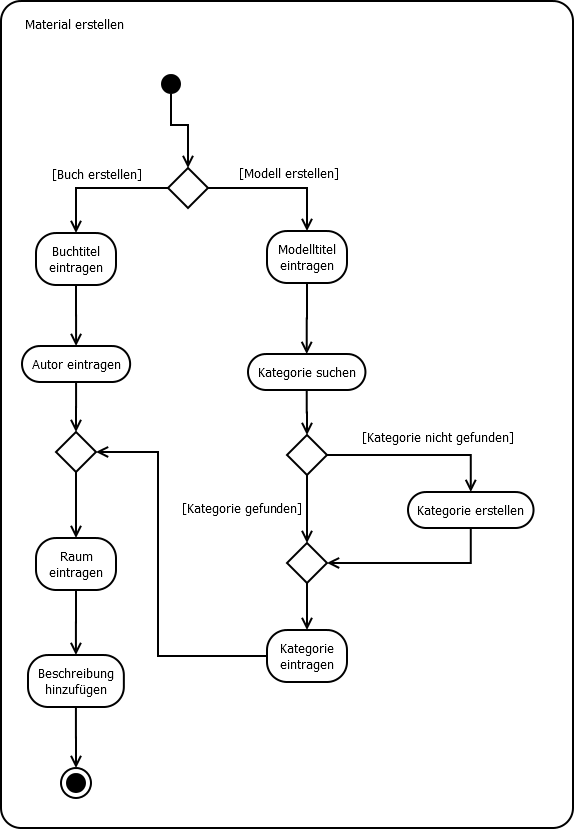 Material erstellen
[Buch erstellen]
[Modell erstellen]
Buchtitel
eintragen
Modelltitel
eintragen
Autor eintragen
Kategorie suchen
[Kategorie nicht gefunden]
[Kategorie gefunden]
Kategorie erstellen
Raum
eintragen
Kategorie
eintragen
Beschreibung
hinzufügen